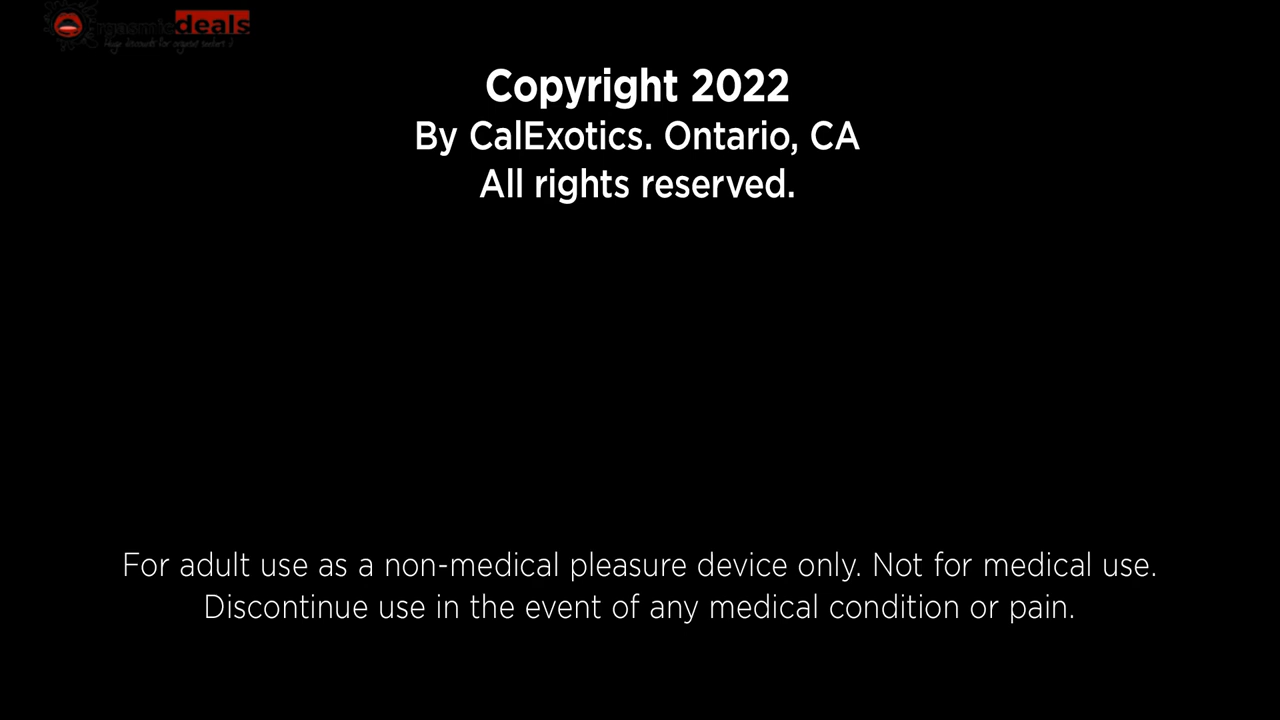 orgasmicdeals
Copyright 2022
By CalExotics. Ontario, CA
All rights reserved.
For adult use as a non-medical pleasure device only. Not for medical use.
Discontinue use in the event of any medical condition or pain.